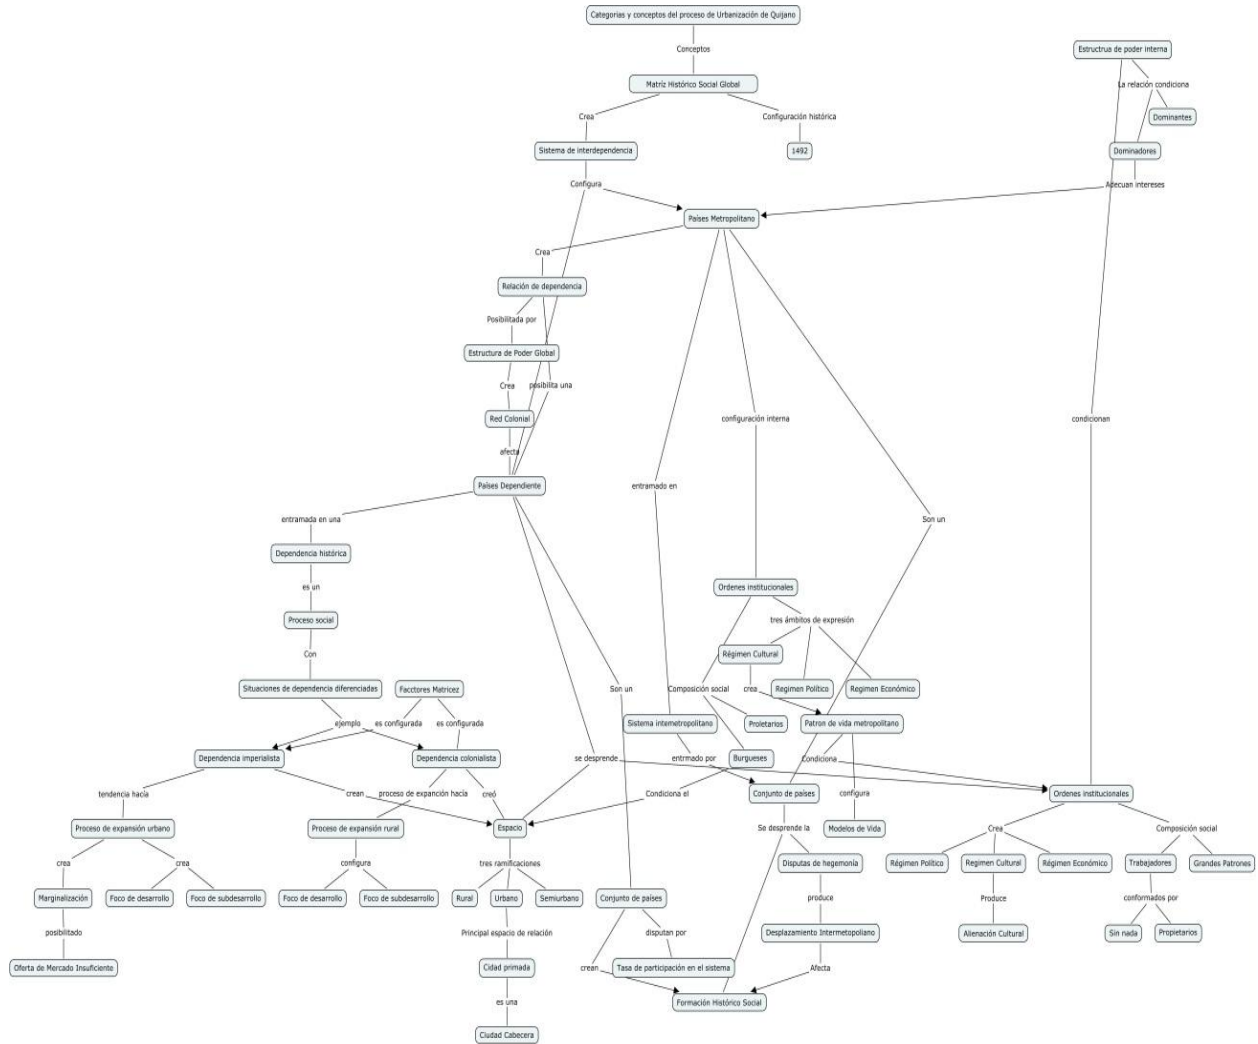 Categorias y conceptos del proceso de Urbanización de Quijano
Estructrua de poder interna
Conceptos
Matríz Histórico Social Global
La relación condiciona
Crea
Configuración histórica
Dominantes
Sistema de interdependencia
1492
Dominadores
Configura
Adecuan intereses
Países Metropolitano
Crea
Relación de dependencia
Posibilitada por
Estructura de Poder Global
Crea
posibilita una
Red Colonial
configuración interna
condicionan
afecta
Países Dependiente
entramado en
entramada en una
Son un
Dependencia histórica
es un
Ordenes institucionales
Proceso social
tres ámbitos de expresión
Con
Régimen Cultural
Situaciones de dependencia diferenciadas
Facctores Matricez
Son un
Composición social
crea
Regimen Político
Regimen Económico
ejemplo
es configurada
es configurada
Sistema intemetropolitano
Proletarios
Patron de vida metropolitano
Dependencia imperialista
Dependencia colonialista
se desprende
entrmado por
Burgueses
Condiciona
tendencia hacía
crean
proceso de expanción hacía
creó
Condiciona el
Conjunto de países
configura
Ordenes institucionales
Proceso de expansión urbano
Proceso de expansión rural
Espacio
Se desprende la
Modelos de Vida
Crea
Composición social
crea
crea
configura
tres ramificaciones
Disputas de hegemonía
Régimen Político
Regimen Cultural
Régimen Económico
Trabajadores
Grandes Patrones
Marginalización
Foco de desarrollo
Foco de subdesarrollo
Foco de desarrollo
Foco de subdesarrollo
Rural
Urbano
Semiurbano
Conjunto de países
produce
Produce
conformados por
posibilitado
Principal espacio de relación
disputan por
Desplazamiento Intermetopoliano
Alienación Cultural
Sin nada
Propietarios
Oferta de Mercado Insuficiente
Cidad primada
crean
Tasa de participación en el sistema
Afecta
es una
Formación Histórico Social
Ciudad Cabecera